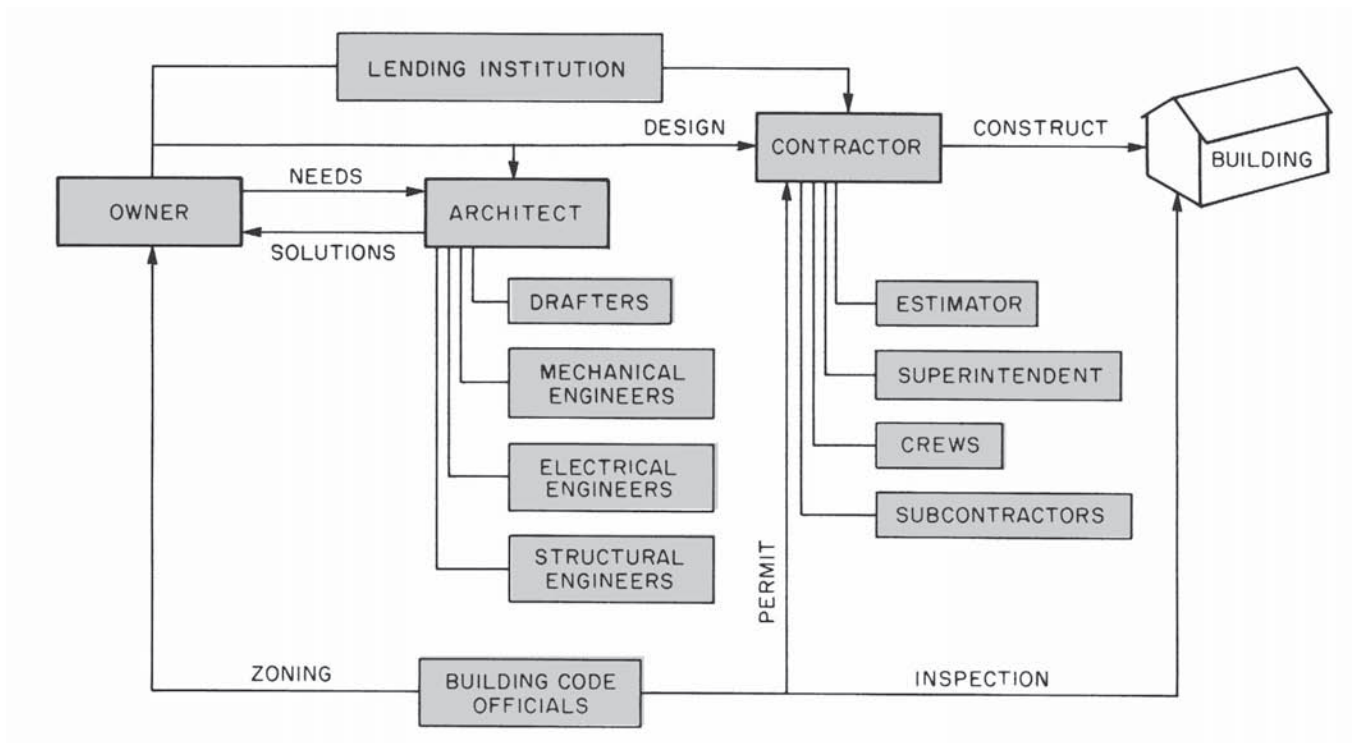 LENDING INSTITUTION
DESIGN
CONTRACTOR
CONSTRUCT
BUILDING
NEEDS
OWNER
ARCHITECT
SOLUTIONS
DRAFTERS
ESTIMATOR
MECHANICAL
ENGINEERS
SUPERINTENDENT
CREWS
ELECTRICAL
ENGINEERS
SUBCONTRACTORS
STRUCTURAL
ENGINEERS
PERMIT
ZONING
BUILDING CODE
OFFICIALS
INSPECTION